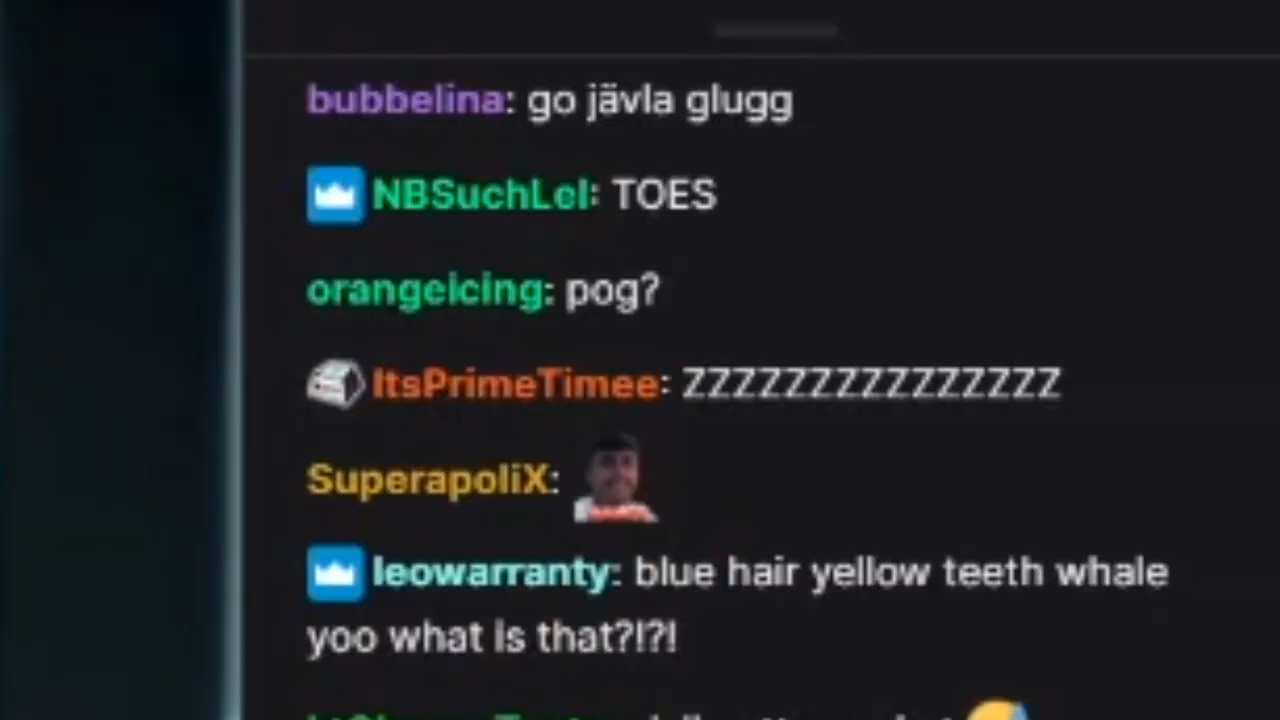 bubbelina: go jävla glugg
NBSuchLel: TOES
orangeicing: pog?
ItsPrimeTimee: ZZZZZZZZZZZZZZZ
SuperapoliX:
leowarranty: blue hair yellow teeth whale
yoo what is that?!?!